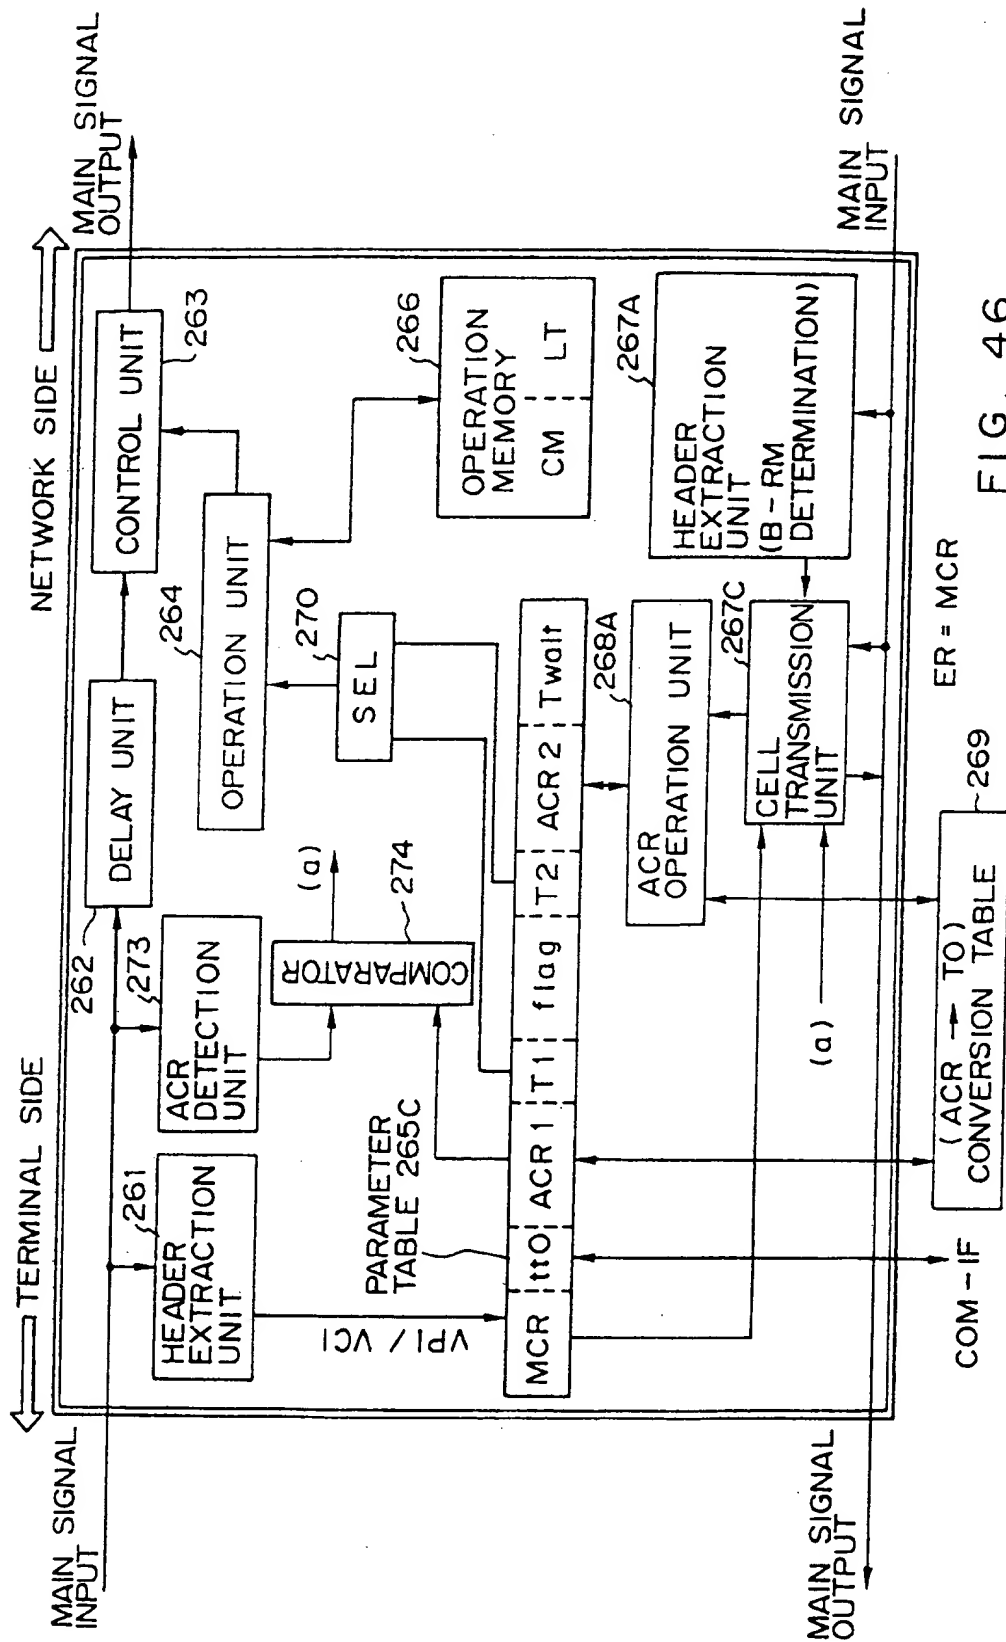 TERMINAL SIDE
NETWORK SIDE
MAIN SIGNAL
INPUT
MAIN SIGNAL
OUTPUT
262
DELAY UNIT
CONTROL UNIT
263
261
HEADER
EXTRACTION
UNIT
273
ACR
DETECTION
UNIT
264
OPERATION UNIT
(a)
COMPARATOR
274
270
SEL
266
OPERATION
MEMORY
CM
LT
VPI / VCI
PARAMETER
TABLE 265C
MCR
tt0
ACR 1
T1
flag
T2
ACR 2
Twait
268A
ACR
OPERATION UNIT
267A
HEADER
EXTRACTION
UNIT
(B-RM
DETERMINATION)
267C
CELL
TRANSMISSION
UNIT
(a)
MAIN SIGNAL
OUTPUT
MAIN SIGNAL
INPUT
COM-IF
(ACR → TO)
CONVERSION TABLE
269
ER = MCR
FIG. 46